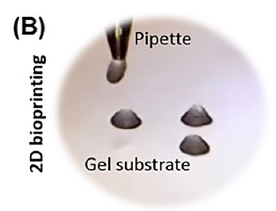 (B)
2D bioprinting
Pipette
Gel substrate